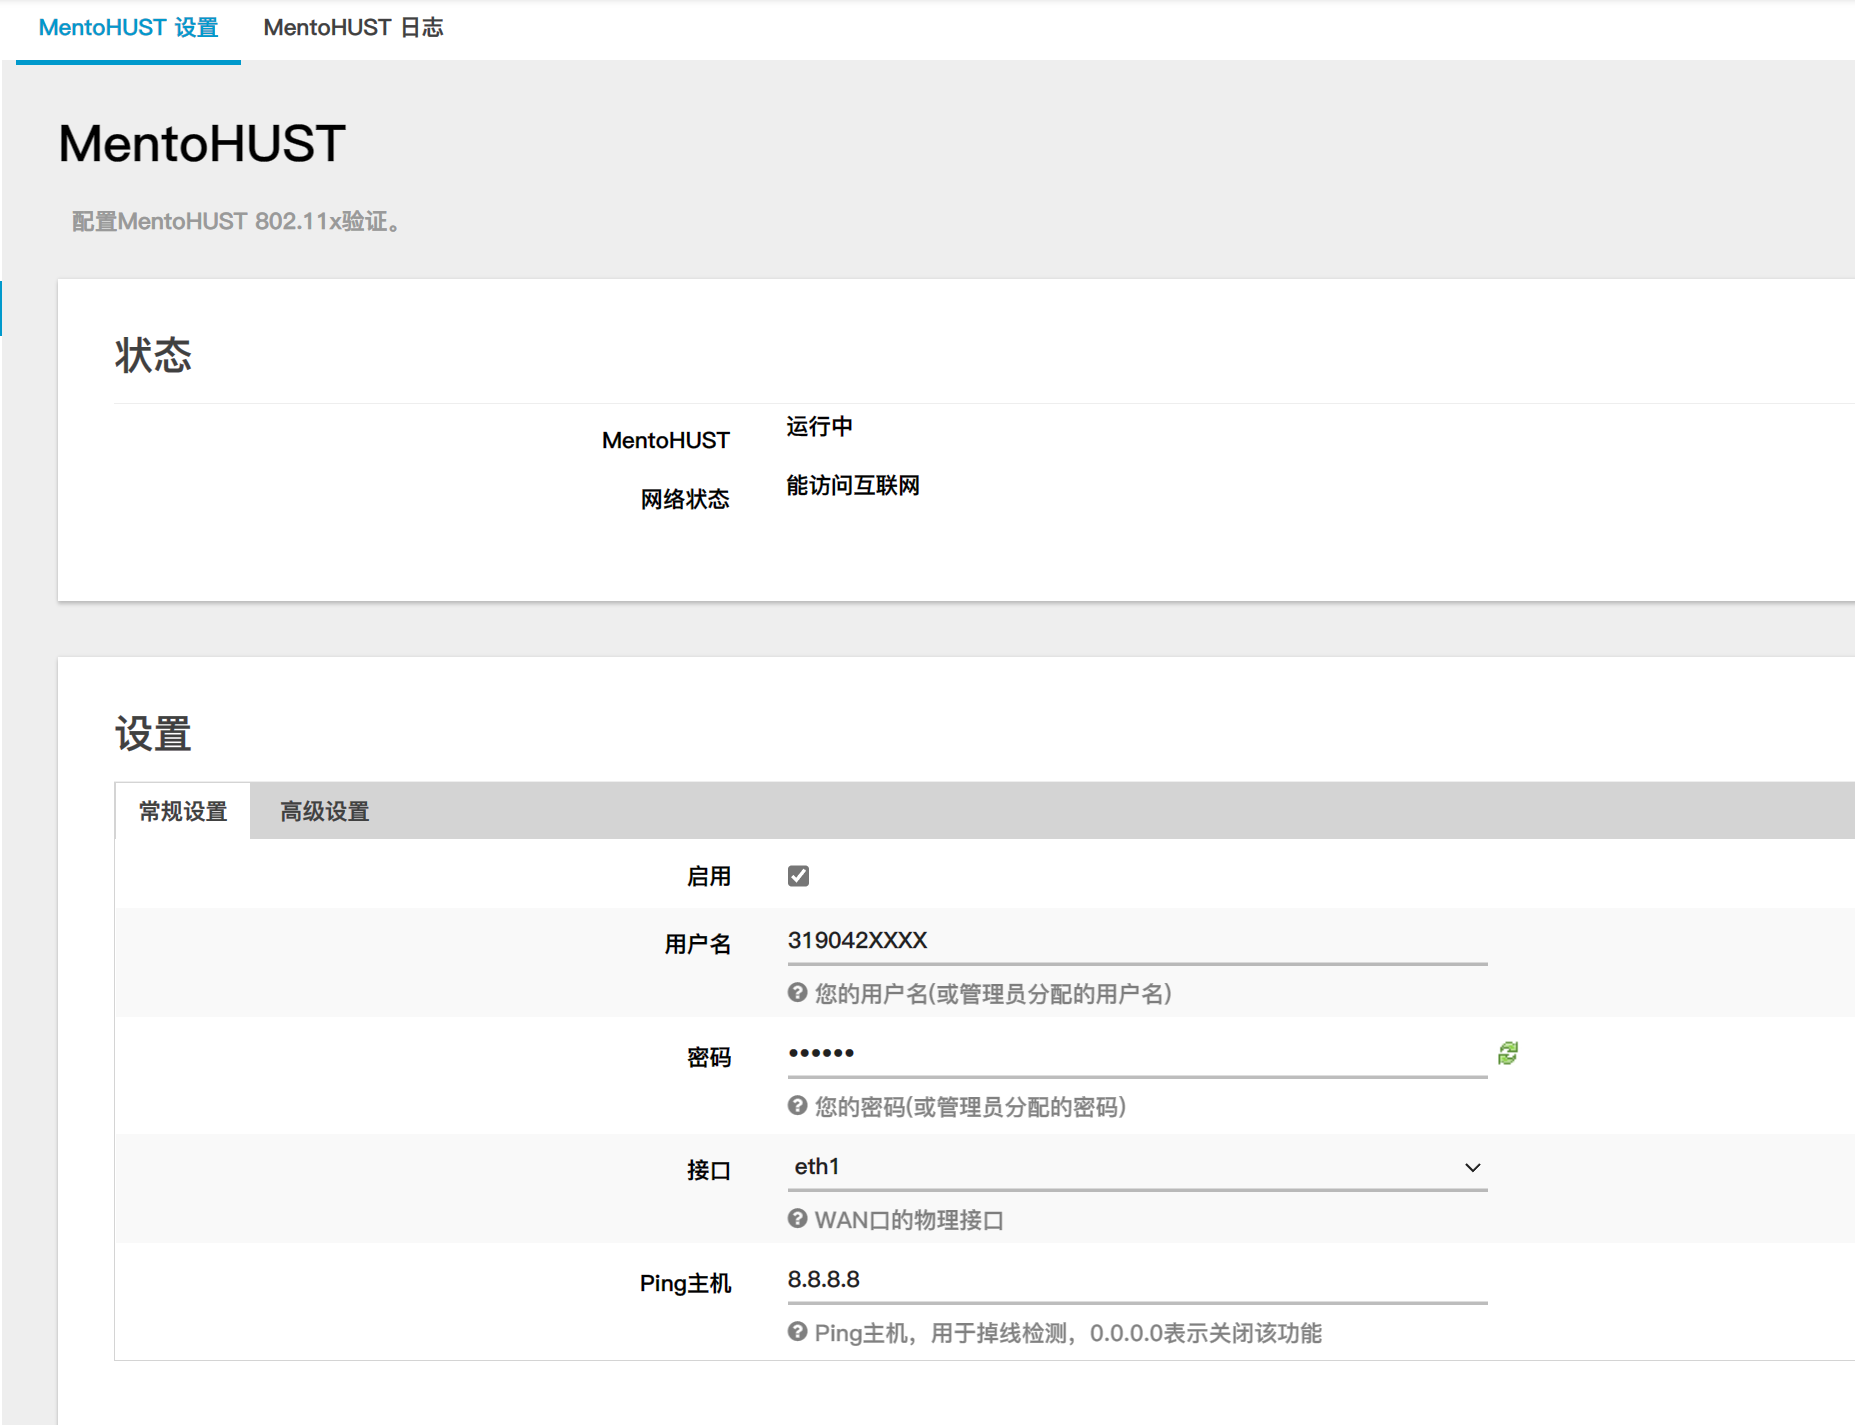 MentoHUST 设置 MentoHUST 日志
MentoHUST
配置MentoHUST 802.11x验证。
状态
MentoHUST 运行中
网络状态 能访问互联网
设置
常规设置 高级设置
启用
用户名 319042XXXX
您的用户名(或管理员分配的用户名)
密码 ••••••
您的密码(或管理员分配的密码)
接口 eth1
WAN口的物理接口
Ping主机 8.8.8.8
Ping主机，用于掉线检测，0.0.0.0表示关闭该功能